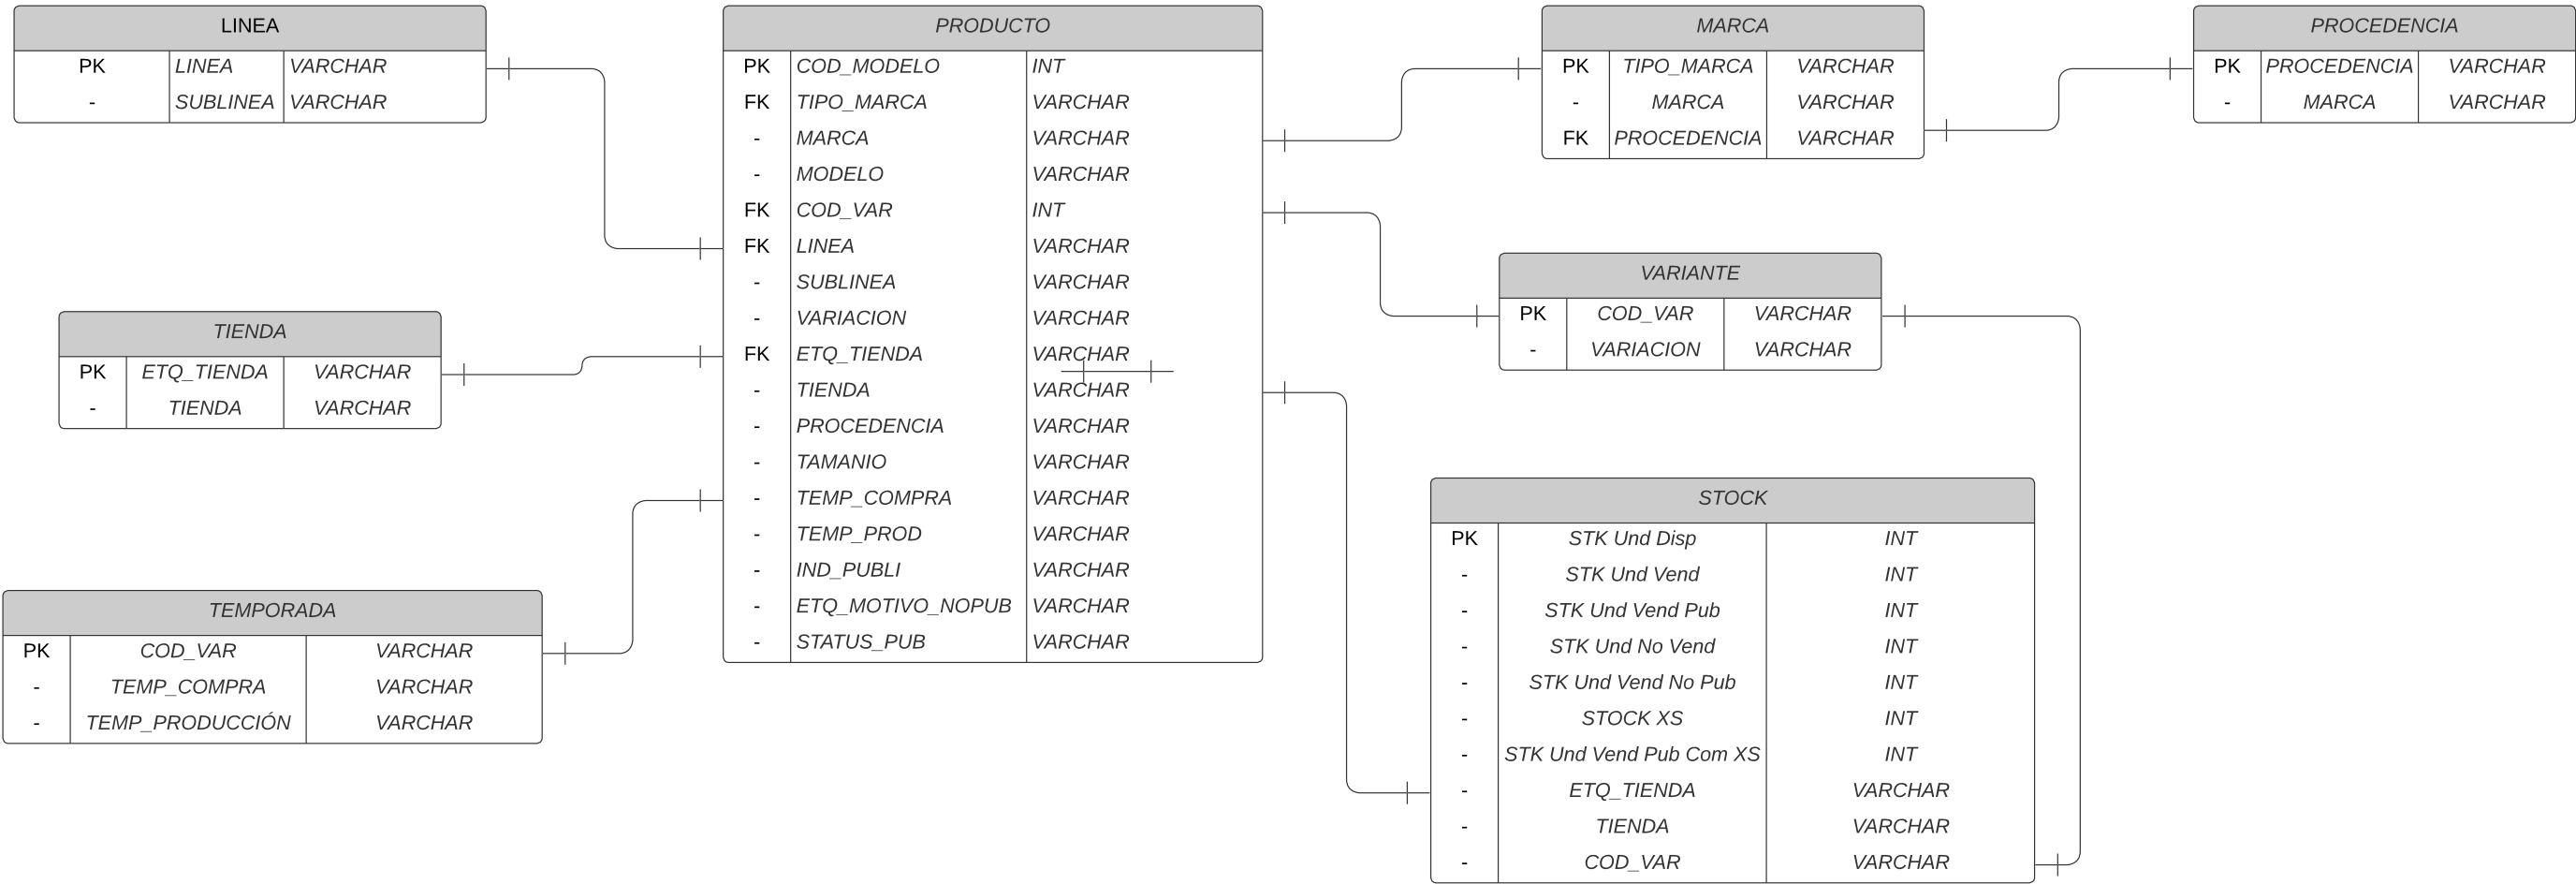 LINEA
PK LINEA VARCHAR
- SUBLINEA VARCHAR
TIENDA
PK ETQ_TIENDA VARCHAR
- TIENDA VARCHAR
TEMPORADA
PK COD_VAR VARCHAR
- TEMP_COMPRA VARCHAR
- TEMP_PRODUCCIÓN VARCHAR
PRODUCTO
PK COD_MODELO INT
FK TIPO_MARCA VARCHAR
- MARCA VARCHAR
- MODELO VARCHAR
FK COD_VAR INT
FK LINEA VARCHAR
- SUBLINEA VARCHAR
- VARIACION VARCHAR
FK ETQ_TIENDA VARCHAR
- TIENDA VARCHAR
- PROCEDENCIA VARCHAR
- TAMANIO VARCHAR
- TEMP_COMPRA VARCHAR
- TEMP_PROD VARCHAR
- IND_PUBLI VARCHAR
- ETQ_MOTIVO_NOPUB VARCHAR
- STATUS_PUB VARCHAR
MARCA
PK TIPO_MARCA VARCHAR
- MARCA VARCHAR
FK PROCEDENCIA VARCHAR
PROCEDENCIA
PK PROCEDENCIA VARCHAR
- MARCA VARCHAR
VARIANTE
PK COD_VAR VARCHAR
- VARIACION VARCHAR
STOCK
PK STK Und Disp INT
- STK Und Vend INT
- STK Und Vend Pub INT
- STK Und No Vend INT
- STK Und Vend No Pub INT
- STOCK XS INT
- STK Und Vend Pub Com XS INT
- ETQ_TIENDA VARCHAR
- TIENDA VARCHAR
- COD_VAR VARCHAR